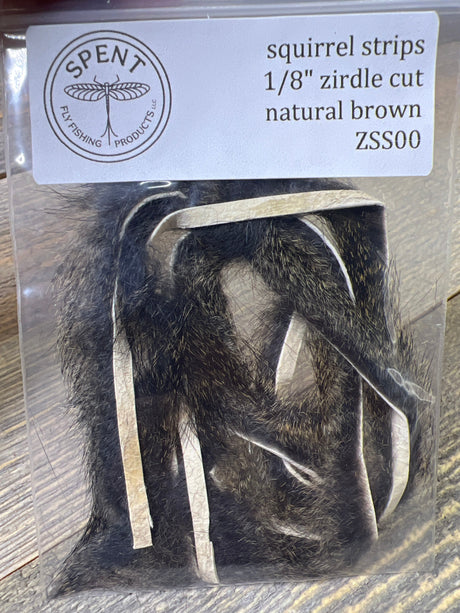 SPENT
FLY FISHING PRODUCTS LLC
squirrel strips
1/8" zirdle cut
natural brown
ZSS00